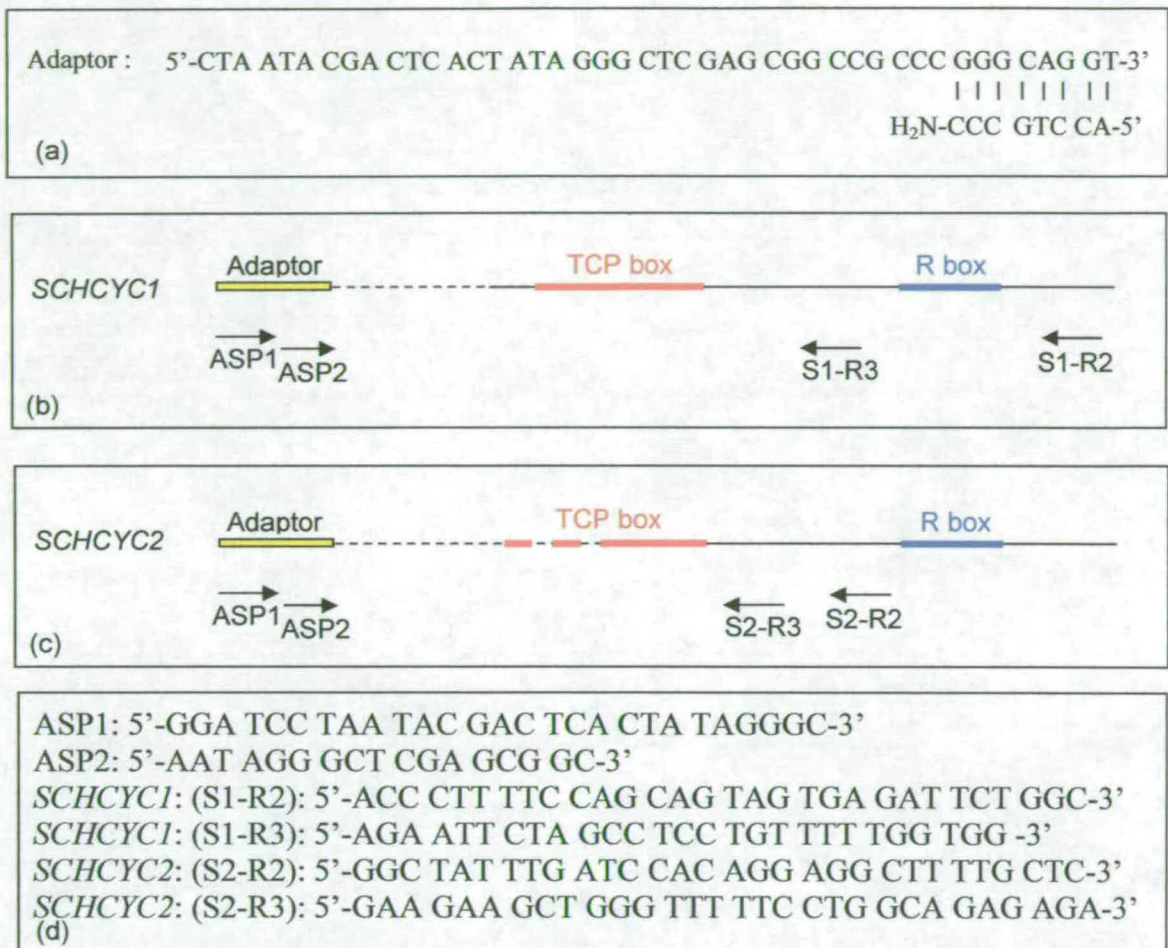 Adaptor : 5’-CTA ATA CGA CTC ACT ATA GGG CTC GAG CGG CCG CCC GGG CAG GT-3’
H₂N-CCC GTC CA-5’
(a)
Adaptor
TCP box
R box
SCHCYC1
ASP1
ASP2
S1-R3
S1-R2
(b)
Adaptor
TCP box
R box
SCHCYC2
ASP1
ASP2
S2-R3
S2-R2
(c)
ASP1: 5’-GGA TCC TAA TAC GAC TCA CTA TAGGGC-3’
ASP2: 5’-AAT AGG GCT CGA GCG GC-3’
SCHCYC1: (S1-R2): 5’-ACC CTT TTC CAG CAG TAG TGA GAT TCT GGC-3’
SCHCYC1: (S1-R3): 5’-AGA ATT CTA GCC TCC TGT TTT TGG TGG -3’
SCHCYC2: (S2-R2): 5’-GGC TAT TTG ATC CAC AGG AGG CTT TTG CTC-3’
SCHCYC2: (S2-R3): 5’-GAA GAA GCT GGG TTT TTC CTG GCA GAG AGA-3’
(d)